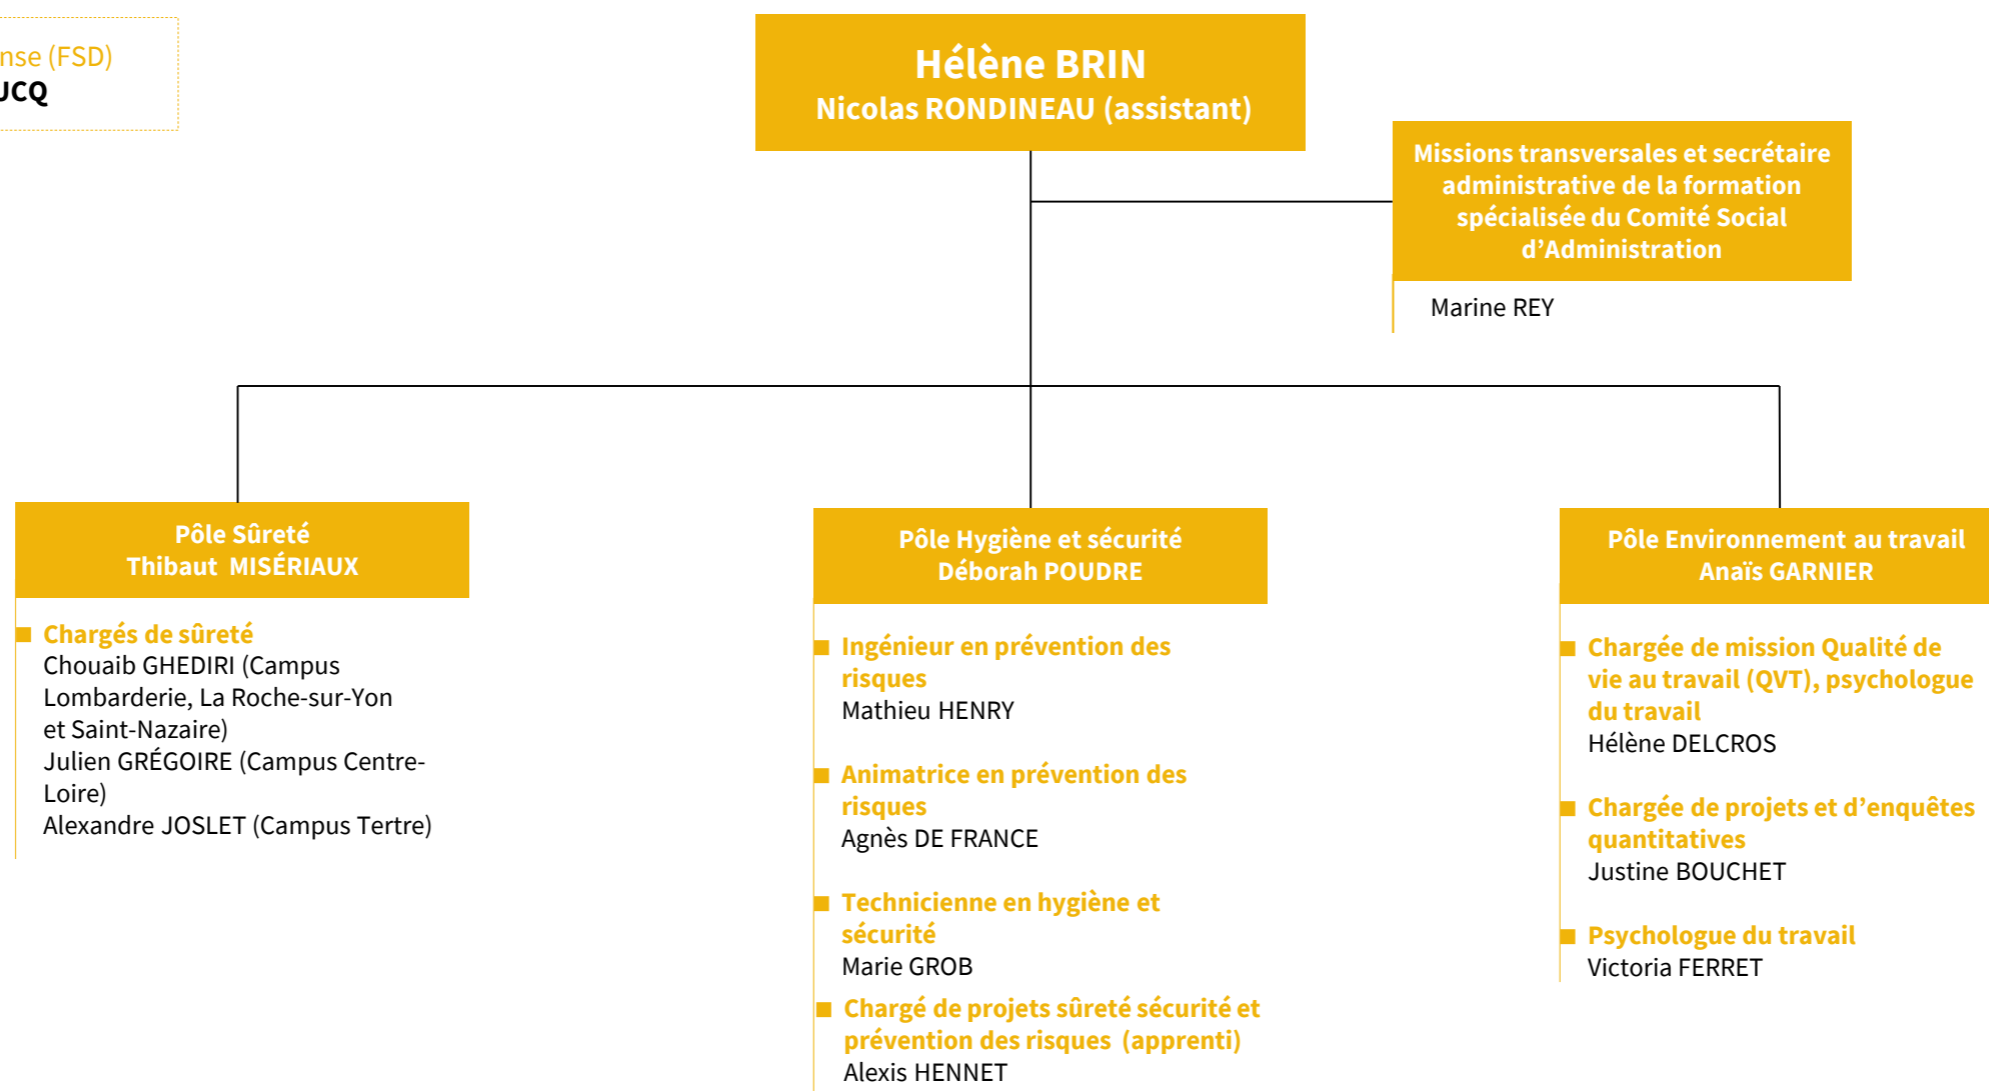 (FSD)
Hélène BRIN
Nicolas RONDINEAU (assistant)
Missions transversales et secrétaire
administrative de la formation
spécialisée du Comité Social
d’Administration
Marine REY
Pôle Sûreté
Thibaut MISÉRIAUX
Chargés de sûreté
Chouaib GHEDIRI (Campus
Lombarderie, La Roche-sur-Yon
et Saint-Nazaire)
Julien GRÉGOIRE (Campus Centre-
Loire)
Alexandre JOSLET (Campus Tertre)
Pôle Hygiène et sécurité
Déborah POUDRE
Ingénieur en prévention des
risques
Mathieu HENRY
Animatrice en prévention des
risques
Agnès DE FRANCE
Technicienne en hygiène et
sécurité
Marie GROB
Chargé de projets sûreté sécurité et
prévention des risques (apprenti)
Alexis HENNET
Pôle Environnement au travail
Anaïs GARNIER
Chargée de mission Qualité de
vie au travail (QVT), psychologue
du travail
Hélène DELCROS
Chargée de projets et d’enquêtes
quantitatives
Justine BOUCHET
Psychologue du travail
Victoria FERRET